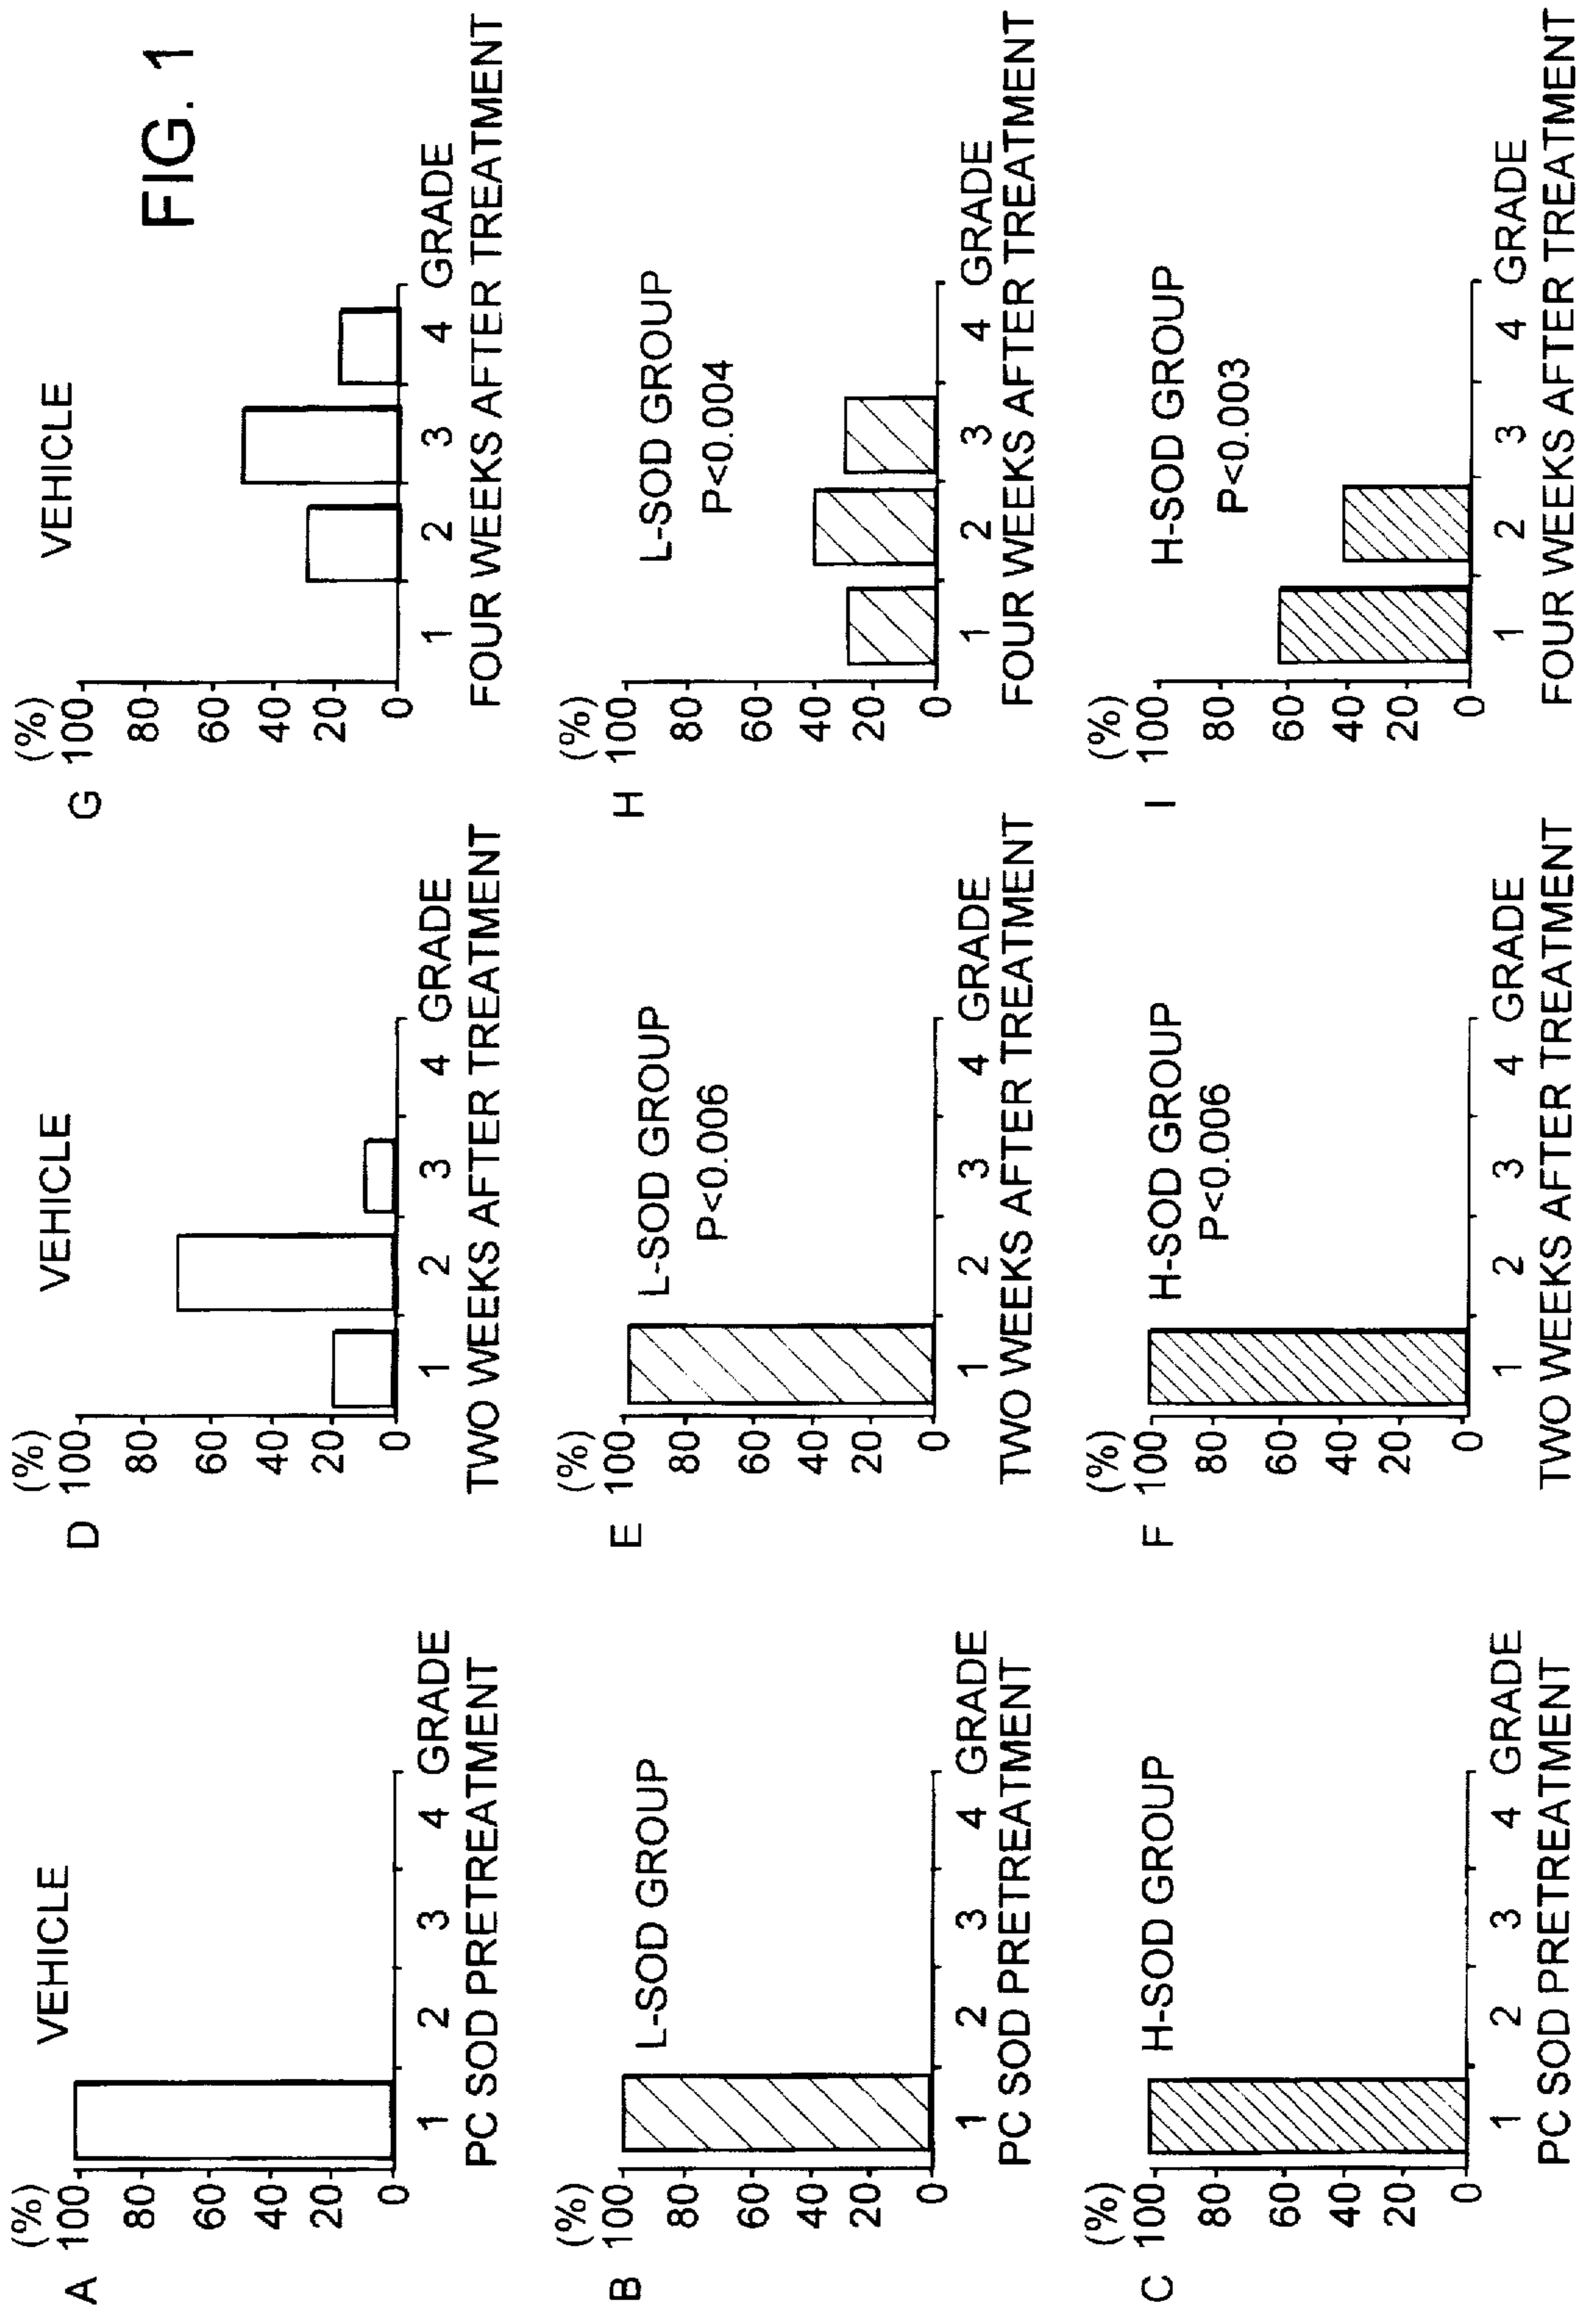 FIG. 1
A
VEHICLE
(%)
100
80
60
40
20
0
1 2 3 4 GRADE
PC SOD PRETREATMENT
D
VEHICLE
(%)
100
80
60
40
20
0
1 2 3 4 GRADE
TWO WEEKS AFTER TREATMENT
G
VEHICLE
(%)
100
80
60
40
20
0
1 2 3 4 GRADE
FOUR WEEKS AFTER TREATMENT
B
L-SOD GROUP
(%)
100
80
60
40
20
0
1 2 3 4 GRADE
PC SOD PRETREATMENT
E
L-SOD GROUP
P<0.006
(%)
100
80
60
40
20
0
1 2 3 4 GRADE
TWO WEEKS AFTER TREATMENT
H
L-SOD GROUP
P<0.004
(%)
100
80
60
40
20
0
1 2 3 4 GRADE
FOUR WEEKS AFTER TREATMENT
C
H-SOD GROUP
(%)
100
80
60
40
20
0
1 2 3 4 GRADE
PC SOD PRETREATMENT
F
H-SOD GROUP
P<0.006
(%)
100
80
60
40
20
0
1 2 3 4 GRADE
TWO WEEKS AFTER TREATMENT
I
H-SOD GROUP
P<0.003
(%)
100
80
60
40
20
0
1 2 3 4 GRADE
FOUR WEEKS AFTER TREATMENT